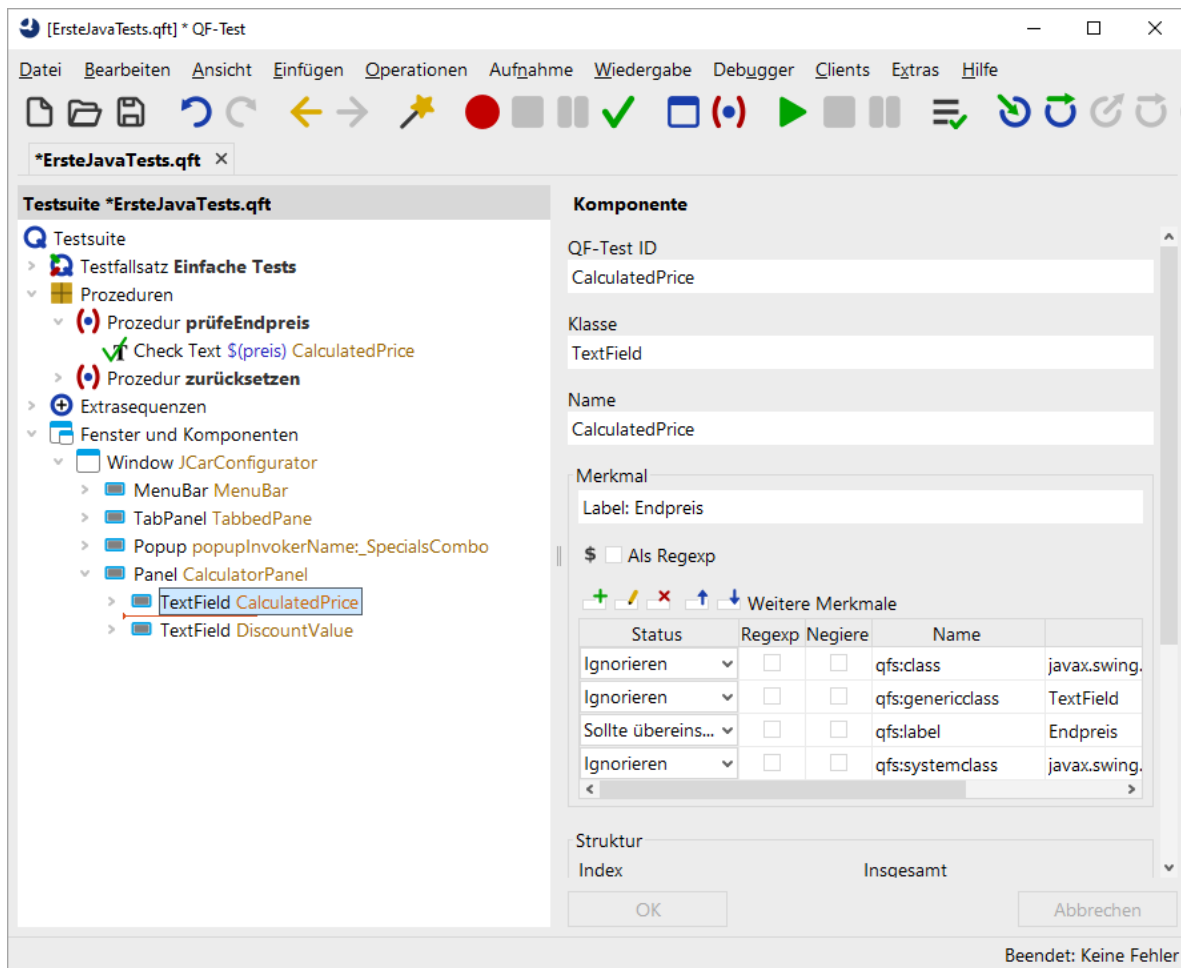 [ErsteJavaTests.qft] * QF-Test
Datei Bearbeiten Ansicht Einfügen Operationen Aufnahme Wiedergabe Debugger Clients Extras Hilfe
*ErsteJavaTests.qft
Testsuite *ErsteJavaTests.qft
Testsuite
Testfallsatz Einfache Tests
Prozeduren
Prozedur prüfeEndpreis
Check Text $(preis) CalculatedPrice
Prozedur zurücksetzen
Extrasequenzen
Fenster und Komponenten
Window JCarConfigurator
MenuBar MenuBar
TabPanel TabbedPane
Popup popupInvokerName:_SpecialsCombo
Panel CalculatorPanel
TextField CalculatedPrice
TextField DiscountValue
Komponente
QF-Test ID
CalculatedPrice
Klasse
TextField
Name
CalculatedPrice
Merkmal
Label: Endpreis
$ Als Regexp
Weitere Merkmale
Status Regexp Negiere Name
Ignorieren qfs:class javax.swing.
Ignorieren qfs:genericclass TextField
Sollte übereins... qfs:label Endpreis
Ignorieren qfs:systemclass javax.swing.
Struktur
Index Insgesamt
OK Abbrechen
Beendet: Keine Fehler